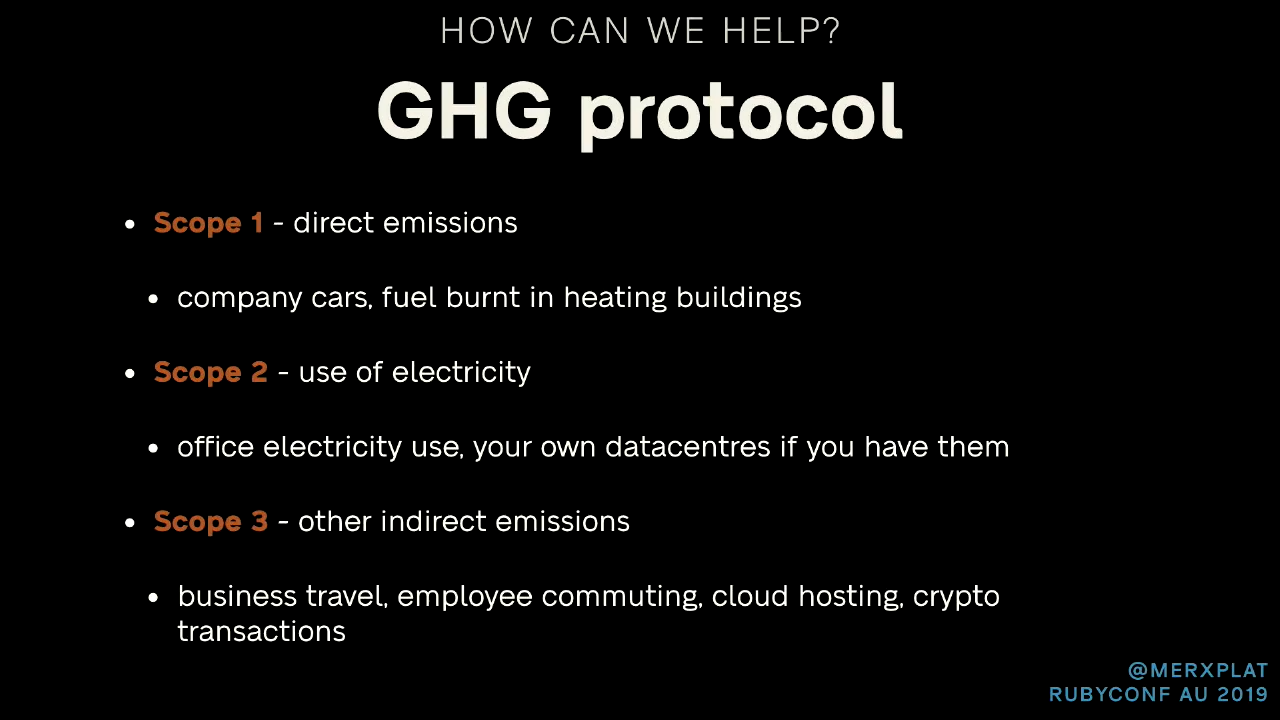 HOW CAN WE HELP?
GHG protocol
• Scope 1 - direct emissions
• company cars, fuel burnt in heating buildings
• Scope 2 - use of electricity
• office electricity use, your own datacentres if you have them
• Scope 3 - other indirect emissions
• business travel, employee commuting, cloud hosting, crypto
transactions
@MERXPLAT
RUBYCONF AU 2019